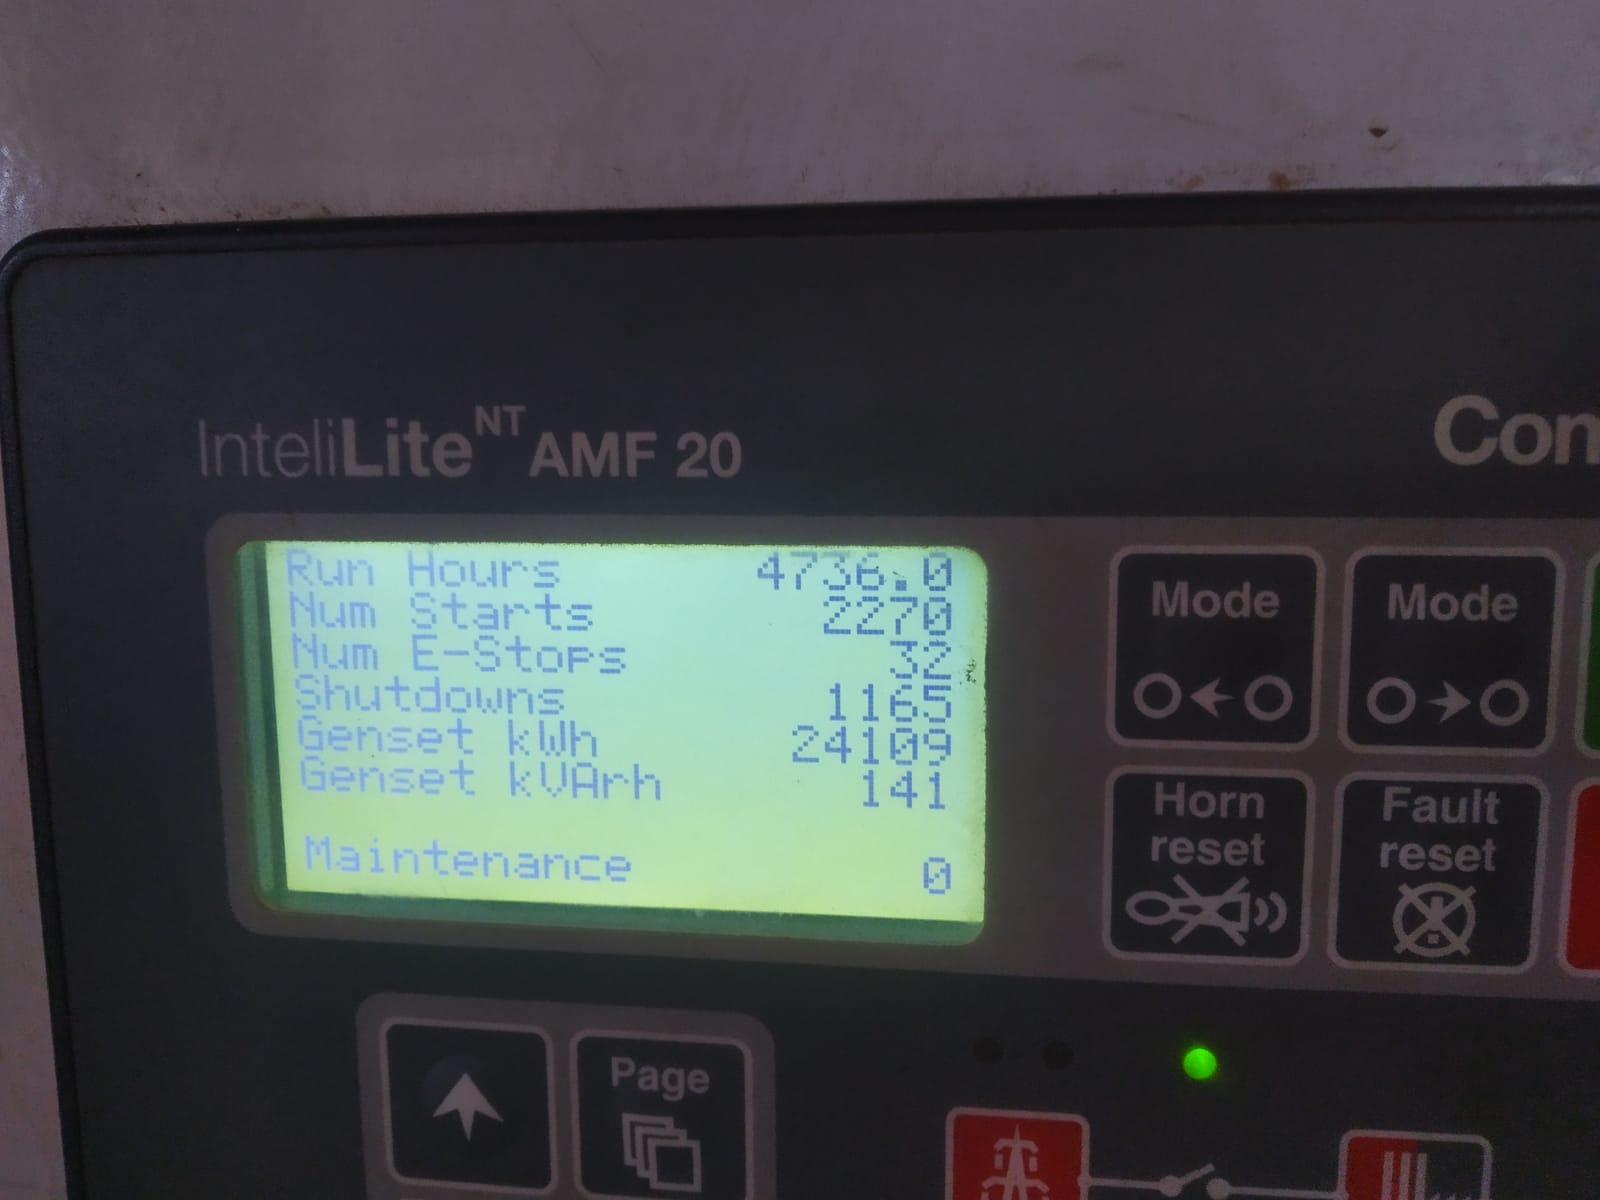 InteliLite NT AMF 20
Com
Run Hours 4736.0
Num Starts 2270
Num E-Stops 32
Shutdowns 1165
Genset kWh 24109
Genset kVArh 141
Maintenance 0
Mode
Mode
Horn reset
Fault reset
Page